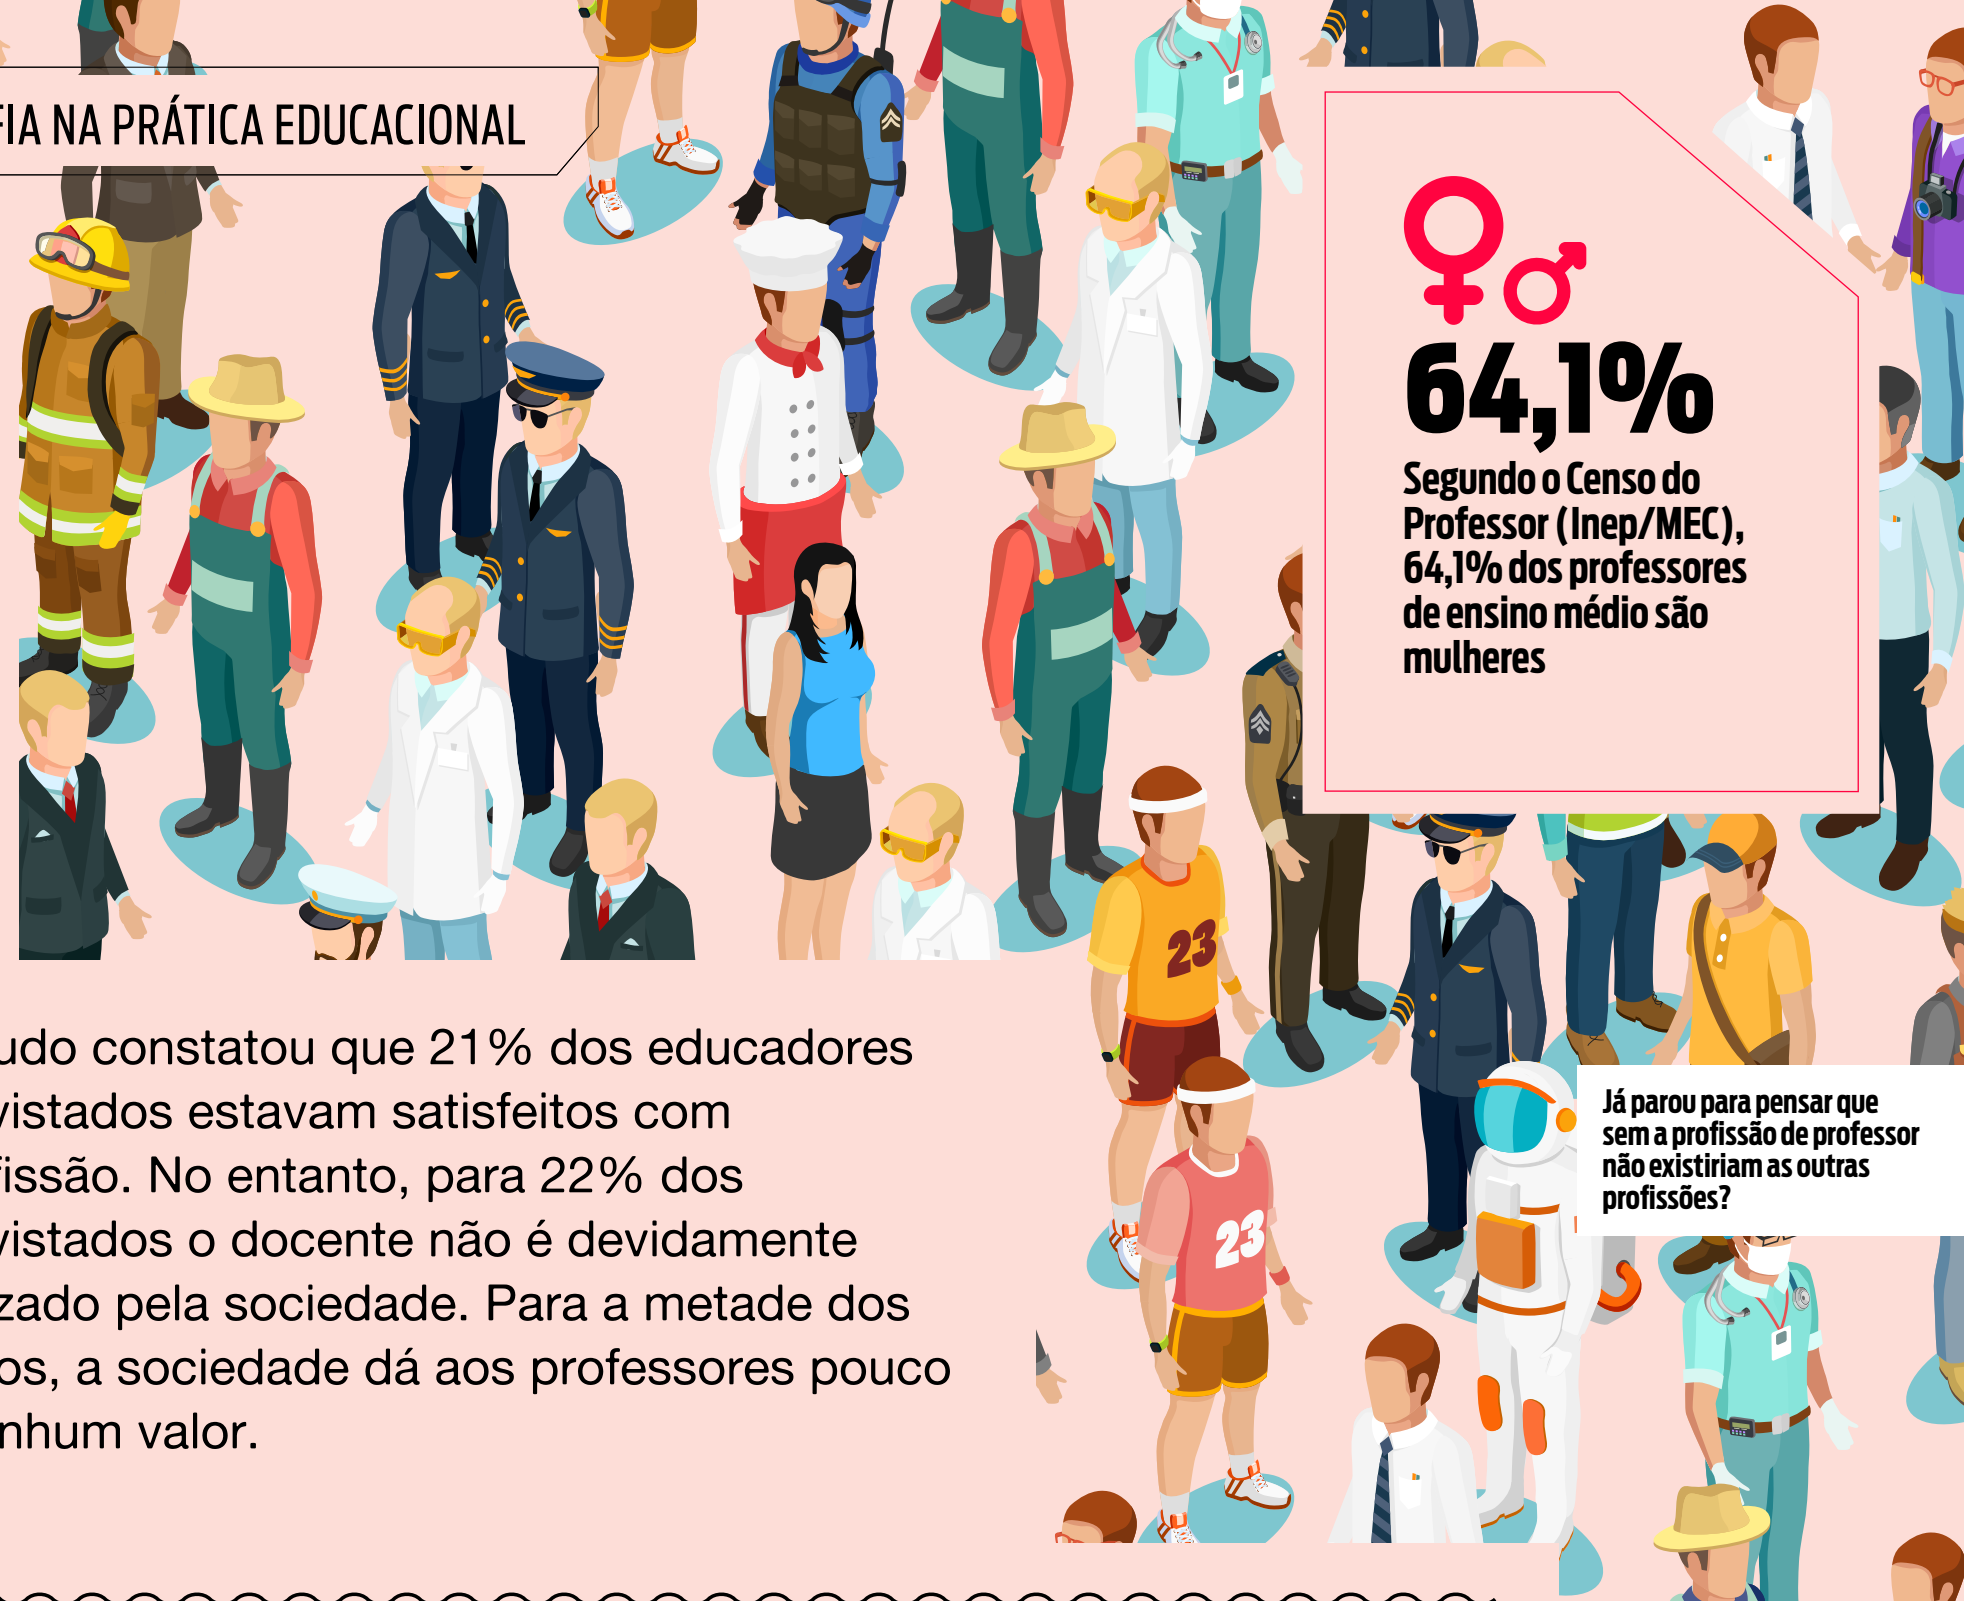 FIA NA PRÁTICA EDUCACIONAL
64,1%
Segundo o Censo do
Professor (Inep/MEC),
64,1% dos professores
de ensino médio são
mulheres
23
23
Já parou para pensar que
sem a profissão de professor
não existiriam as outras
profissões?
udo constatou que 21% dos educadores
vistados estavam satisfeitos com
fissão. No entanto, para 22% dos
vistados o docente não é devidamente
zado pela sociedade. Para a metade dos
os, a sociedade dá aos professores pouco
nhum valor.